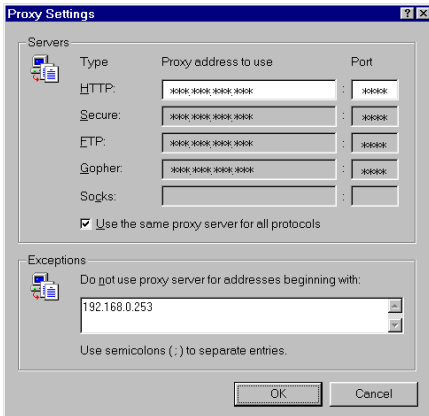 Proxy Settings
Servers
Type Proxy address to use Port
HTTP: ***.***.***.*** : ****
Secure: ***.***.***.*** : ****
FTP: ***.***.***.*** : ****
Gopher: ***.***.***.*** : ****
Socks: :
Use the same proxy server for all protocols
Exceptions
Do not use proxy server for addresses beginning with:
192.168.0.253
Use semicolons ( ; ) to separate entries.
OK Cancel